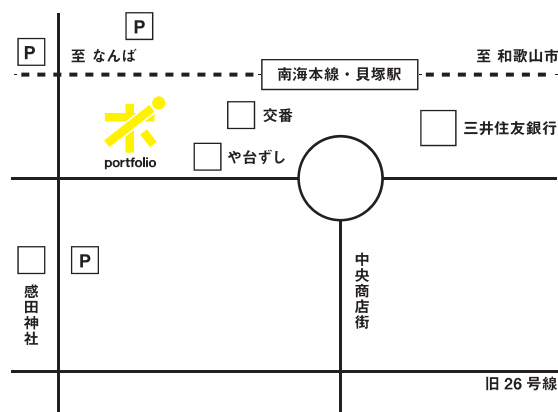 P
P
至 なんば
南海本線・貝塚駅
至 和歌山市
ポ
portfolio
交番
三井住友銀行
や台ずし
P
感田神社
中央商店街
旧 26 号線